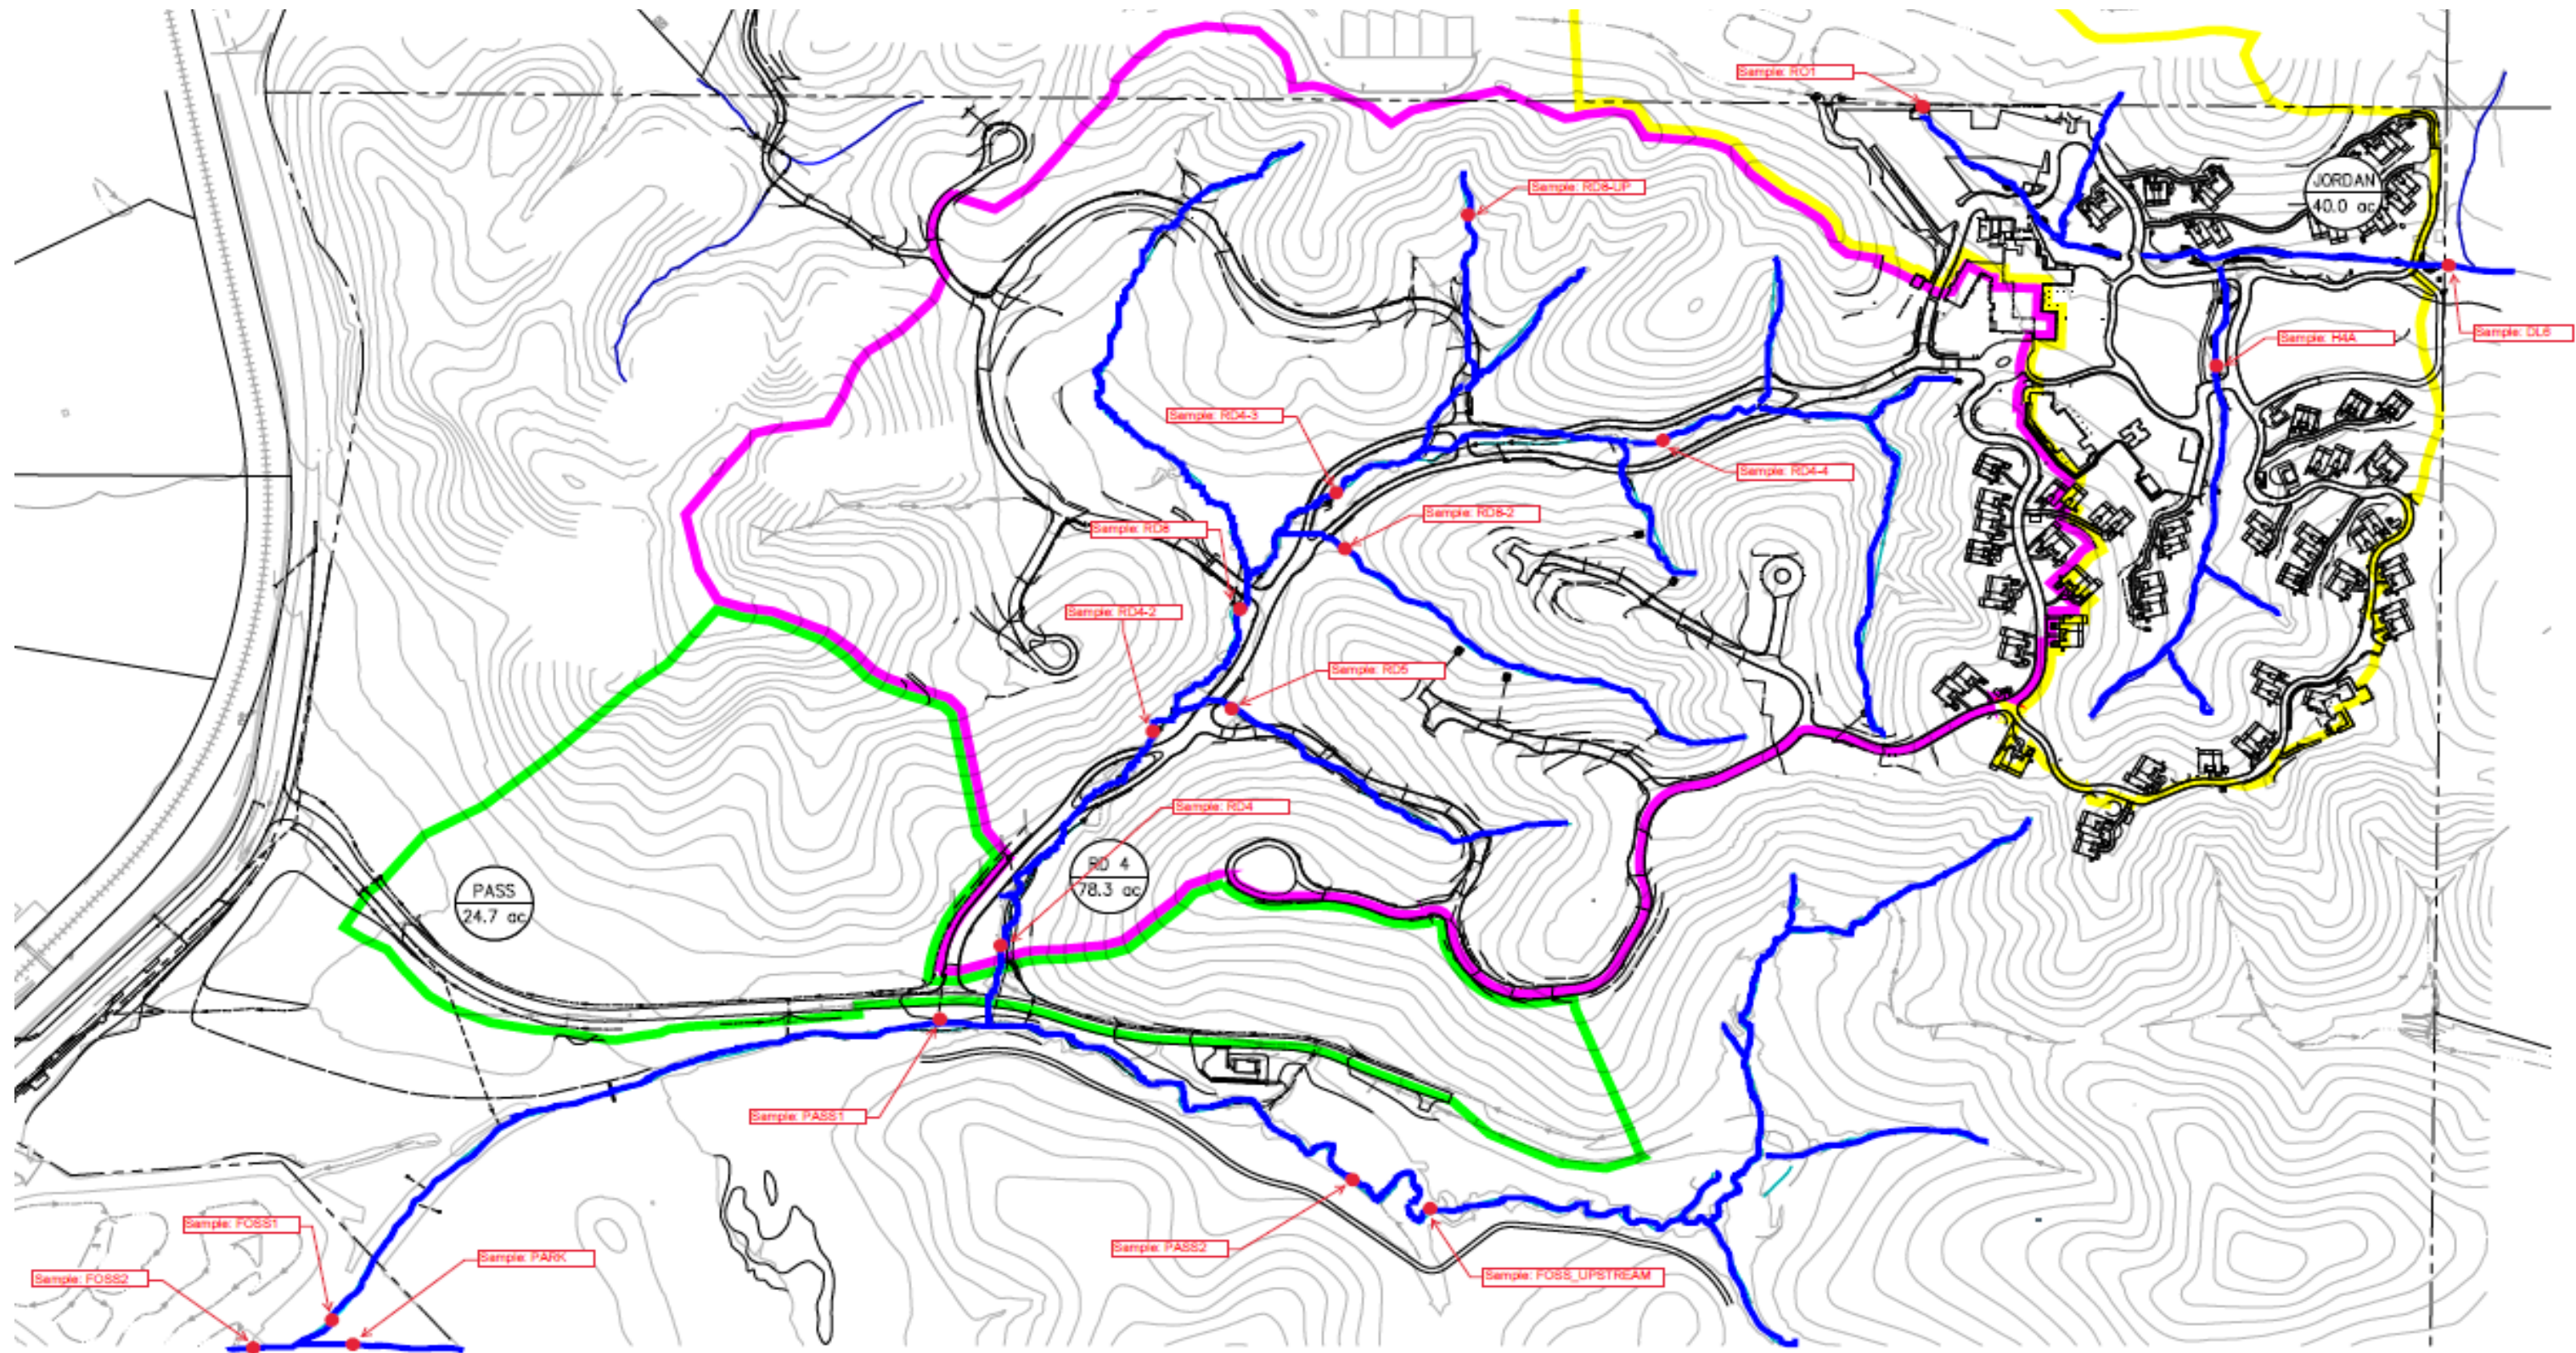 Sample: RO1
Sample: RD8-UP
JORDAN
40.0 ac
Sample: DL6
Sample: H4A
Sample: RD4-3
Sample: RD4-4
Sample: RD8-2
Sample: RD8
Sample: RD4-2
Sample: RD5
Sample: RD4
RD 4
78.3 ac
PASS
24.7 ac
Sample: PASS1
Sample: PASS2
Sample: FOSS1
Sample: PARK
Sample: FOSS2
Sample: FOSS_UPSTREAM